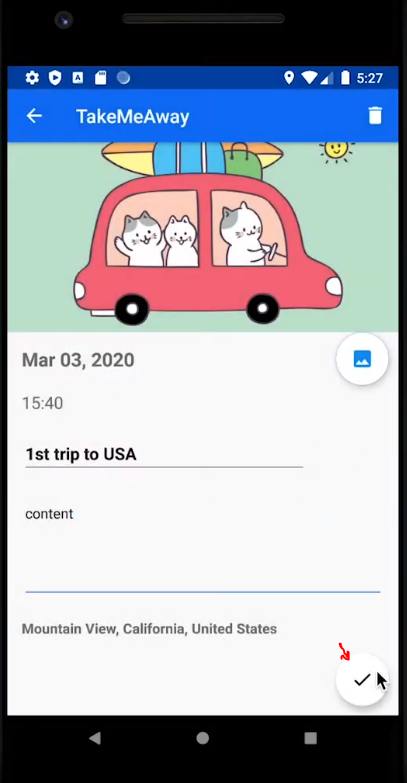 5:27
TakeMeAway
Mar 03, 2020
15:40
1st trip to USA
content
Mountain View, California, United States